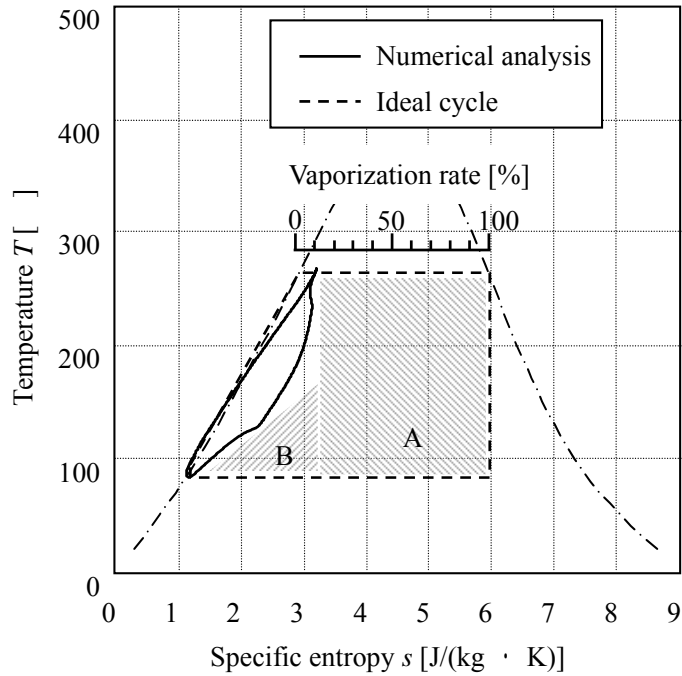 500
400
300
200
100
0
Temperature T [ ]
Numerical analysis
Ideal cycle
Vaporization rate [%]
0 50 100
A
B
0 1 2 3 4 5 6 7 8 9
Specific entropy s [J/(kg · K)]